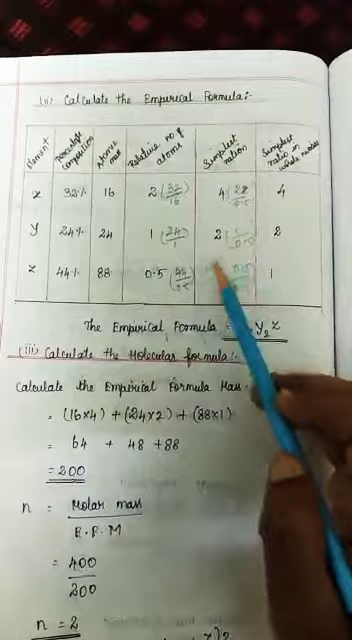 (ii) Calculate the Empirical Formula:-
Element Percentage composition Atomic mass Relative no. of atoms Simplest ratio Simplest ratio in whole number
x 32% 16 2 (32/16) 4 4
y 24% 24 1 (24/ 2 2
z 44% 88 0.5 (44/ 1
The Empirical Formula = y₂ z
(iii) Calculate the Molecular formula:-
Calculate the Empirical Formula Mass
= (16×4) + (24×2) + (88×1)
= 64 + 48 + 88
= 200
n = Molar mass
E.F.M
= 400
200
n = 2